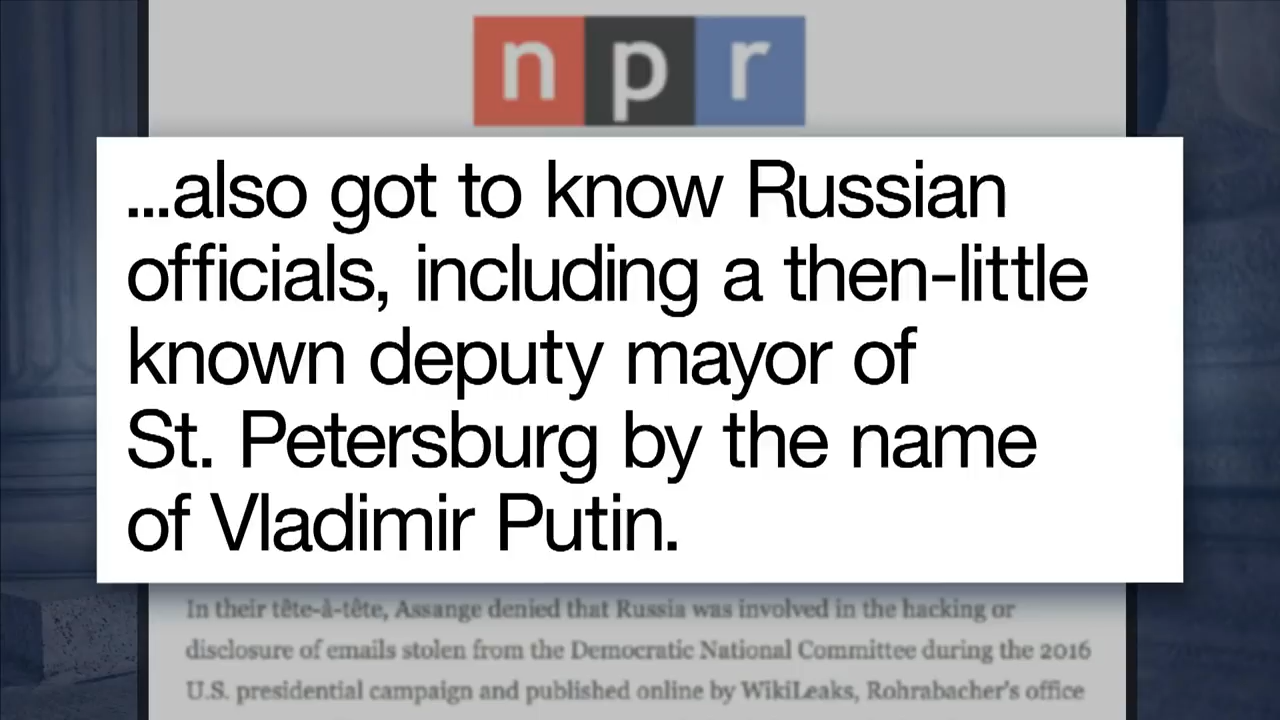 npr
...also got to know Russian
officials, including a then-little
known deputy mayor of
St. Petersburg by the name
of Vladimir Putin.
In their tête-à-tête, Assange denied that Russia was involved in the hacking or
disclosure of emails stolen from the Democratic National Committee during the 2016
U.S. presidential campaign and published online by WikiLeaks, Rohrabacher's office